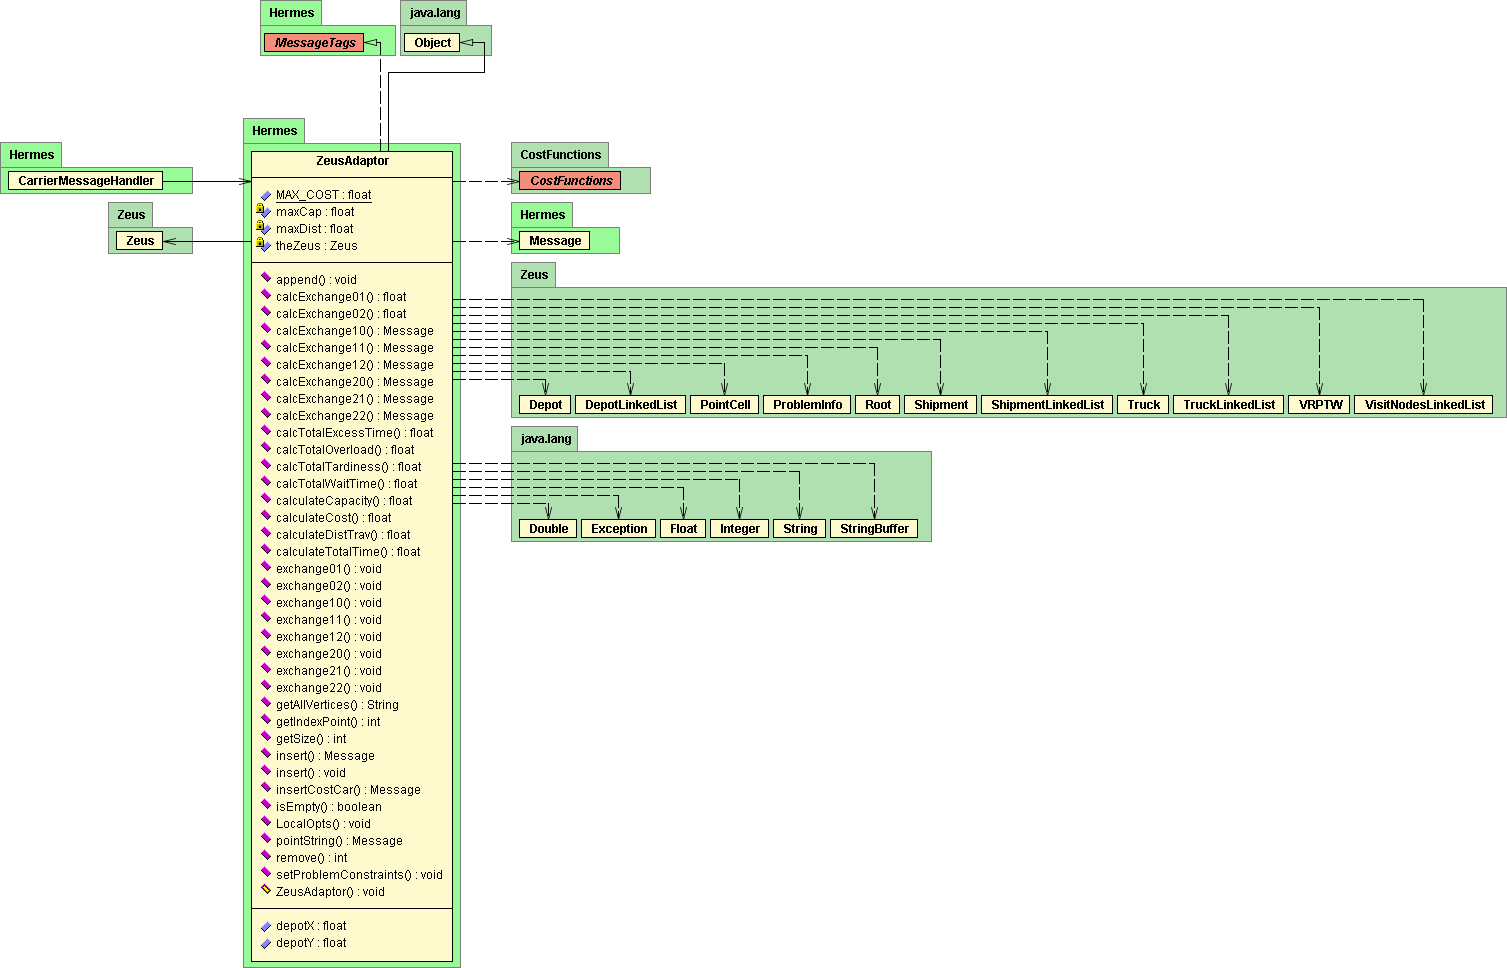 Hermes
MessageTags
java.lang
Object
Hermes
CarrierMessageHandler
Zeus
Zeus
Hermes
ZeusAdaptor
MAX_COST : float
maxCap : float
maxDist : float
theZeus : Zeus
append() : void
calcExchange01() : float
calcExchange02() : float
calcExchange10() : Message
calcExchange11() : Message
calcExchange12() : Message
calcExchange20() : Message
calcExchange21() : Message
calcExchange22() : Message
calcTotalExcessTime() : float
calcTotalOverload() : float
calcTotalTardiness() : float
calcTotalWaitTime() : float
calculateCapacity() : float
calculateCost() : float
calculateDistTrav() : float
calculateTotalTime() : float
exchange01() : void
exchange02() : void
exchange10() : void
exchange11() : void
exchange12() : void
exchange20() : void
exchange21() : void
exchange22() : void
getAllVertices() : String
getIndexPoint() : int
getSize() : int
insert() : Message
insert() : void
insertCostCar() : Message
isEmpty() : boolean
LocalOpts() : void
pointString() : Message
remove() : int
setProblemConstraints() : void
ZeusAdaptor() : void
depotX : float
depotY : float
CostFunctions
CostFunctions
Hermes
Message
Zeus
Depot
DepotLinkedList
PointCell
ProblemInfo
Root
Shipment
ShipmentLinkedList
Truck
TruckLinkedList
VRPTW
VisitNodesLinkedList
java.lang
Double
Exception
Float
Integer
String
StringBuffer